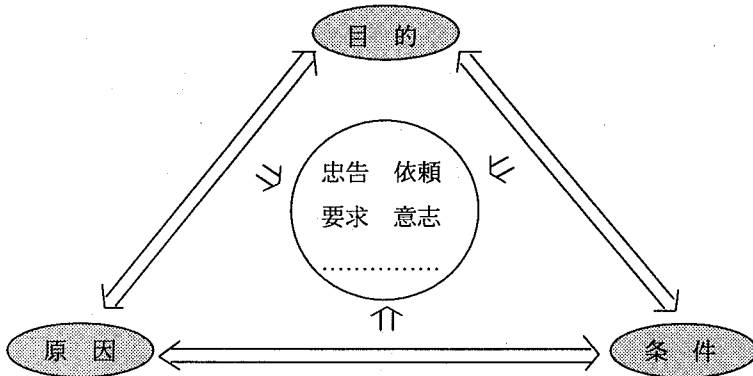 目 的
忠告 依頼
要求 意志
……………
原 因
条 件